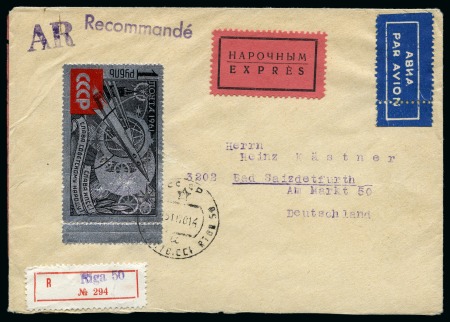 AR Recommandé
НАРОЧНЫМ
EXPRÈS
АВИА
PAR AVION
1 РУБЛЬ
ПОЧТА 1961
СССР
Herrn
Heinz Kästner
3202 Bad Salzdetfurth
Am Markt 50
Deutschland
R Riga 50
№ 294